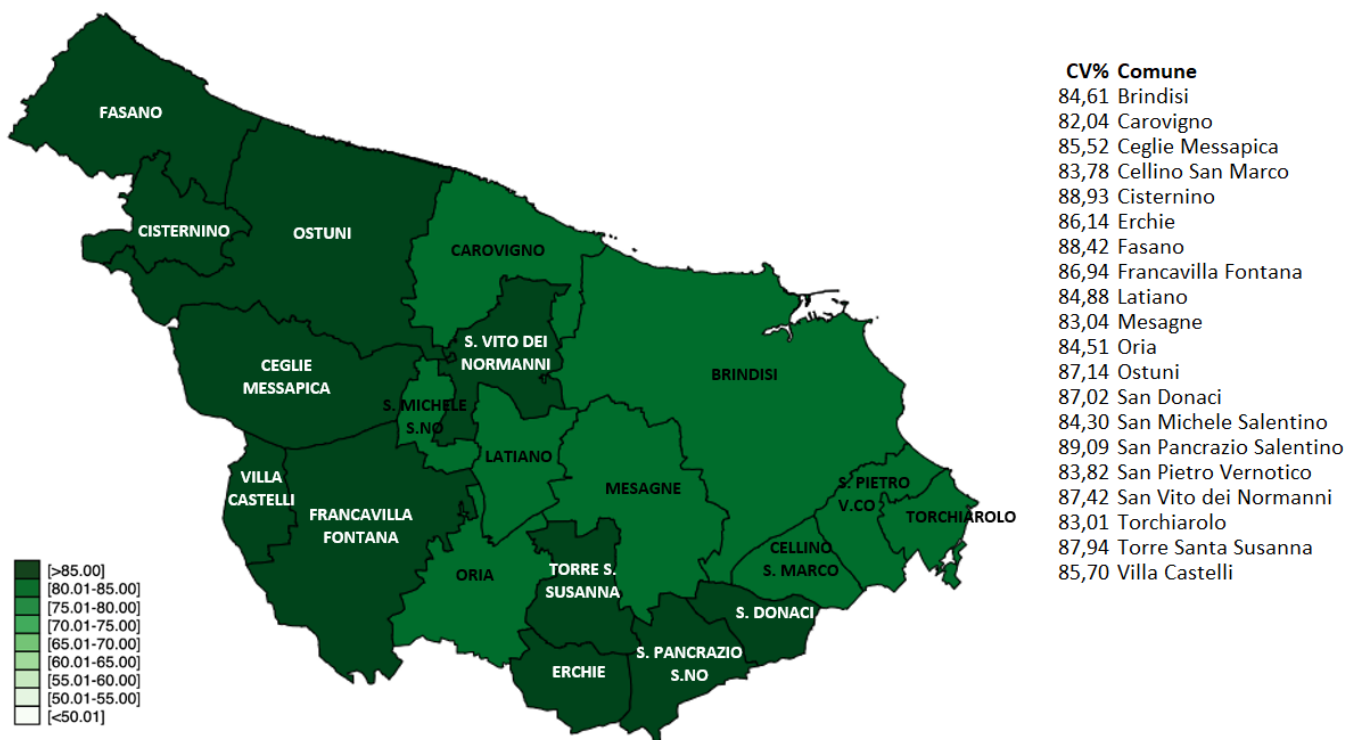 FASANO
CISTERNINO
OSTUNI
CAROVIGNO
S. VITO DEI
NORMANNI
CEGLIE
MESSAPICA
S. MICHELE
S.NO
BRINDISI
LATIANO
MESAGNE
VILLA
CASTELLI
FRANCAVILLA
FONTANA
S. PIETRO
V.CO
TORCHIAROLO
CELLINO
S. MARCO
ORIA
TORRE S.
SUSANNA
S. DONACI
S. PANCRAZIO
S.NO
ERCHIE
[>85.00]
[80.01-85.00]
[75.01-80.00]
[70.01-75.00]
[65.01-70.00]
[60.01-65.00]
[55.01-60.00]
[50.01-55.00]
[<50.01]
CV% Comune
84,61 Brindisi
82,04 Carovigno
85,52 Ceglie Messapica
83,78 Cellino San Marco
88,93 Cisternino
86,14 Erchie
88,42 Fasano
86,94 Francavilla Fontana
84,88 Latiano
83,04 Mesagne
84,51 Oria
87,14 Ostuni
87,02 San Donaci
84,30 San Michele Salentino
89,09 San Pancrazio Salentino
83,82 San Pietro Vernotico
87,42 San Vito dei Normanni
83,01 Torchiarolo
87,94 Torre Santa Susanna
85,70 Villa Castelli